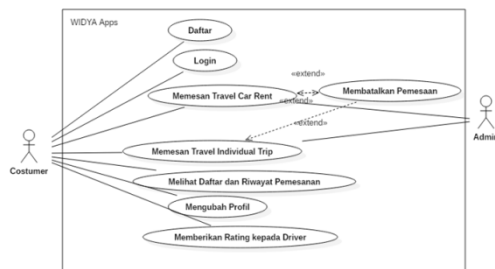 WIDYA Apps
Daftar
Login
«extend»
Memesan Travel Car Rent
Membatalkan Pemesaan
«extend»
«extend»
Costumer
Admin
Memesan Travel Individual Trip
Melihat Daftar dan Riwayat Pemesanan
Mengubah Profil
Memberikan Rating kepada Driver